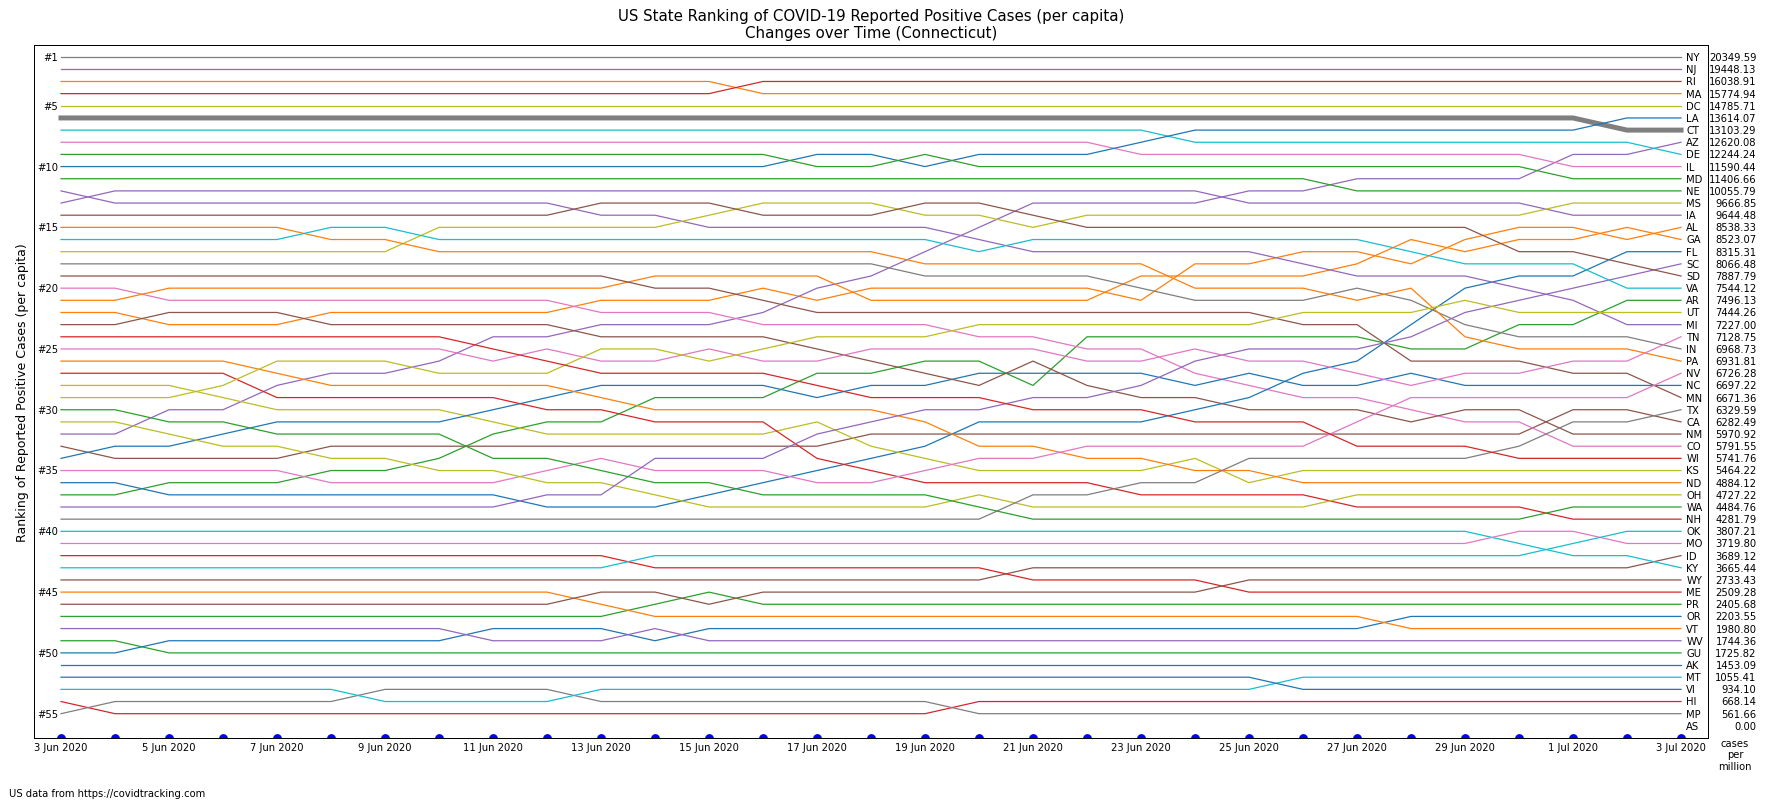 US State Ranking of COVID-19 Reported Positive Cases (per capita)
Changes over Time (Connecticut)
Ranking of Reported Positive Cases (per capita)
#1
#5
#10
#15
#20
#25
#30
#35
#40
#45
#50
#55
NY 20349.59
NJ 19448.13
RI 16038.91
MA 15774.94
DC 14785.71
LA 13614.07
CT 13103.29
AZ 12620.08
DE 12244.24
IL 11590.44
MD 11406.66
NE 10055.79
MS 9666.85
IA 9644.48
AL 8538.33
GA 8523.07
FL 8315.31
SC 8066.48
SD 7887.79
VA 7544.12
AR 7496.13
UT 7444.26
MI 7227.00
TN 7128.75
IN 6968.73
PA 6931.81
NV 6726.28
NC 6697.22
MN 6671.36
TX 6329.59
CA 6282.49
NM 5970.92
CO 5791.55
WI 5741.76
KS 5464.22
ND 4884.12
OH 4727.22
WA 4484.76
NH 4281.79
OK 3807.21
MO 3719.80
ID 3689.12
KY 3665.44
WY 2733.43
ME 2509.28
PR 2405.68
OR 2203.55
VT 1980.80
WV 1744.36
GU 1725.82
AK 1453.09
MT 1055.41
VI 934.10
HI 668.14
MP 561.66
AS 0.00
3 Jun 2020 5 Jun 2020 7 Jun 2020 9 Jun 2020 11 Jun 2020 13 Jun 2020 15 Jun 2020 17 Jun 2020 19 Jun 2020 21 Jun 2020 23 Jun 2020 25 Jun 2020 27 Jun 2020 29 Jun 2020 1 Jul 2020 3 Jul 2020
cases
per
million
US data from https://covidtracking.com